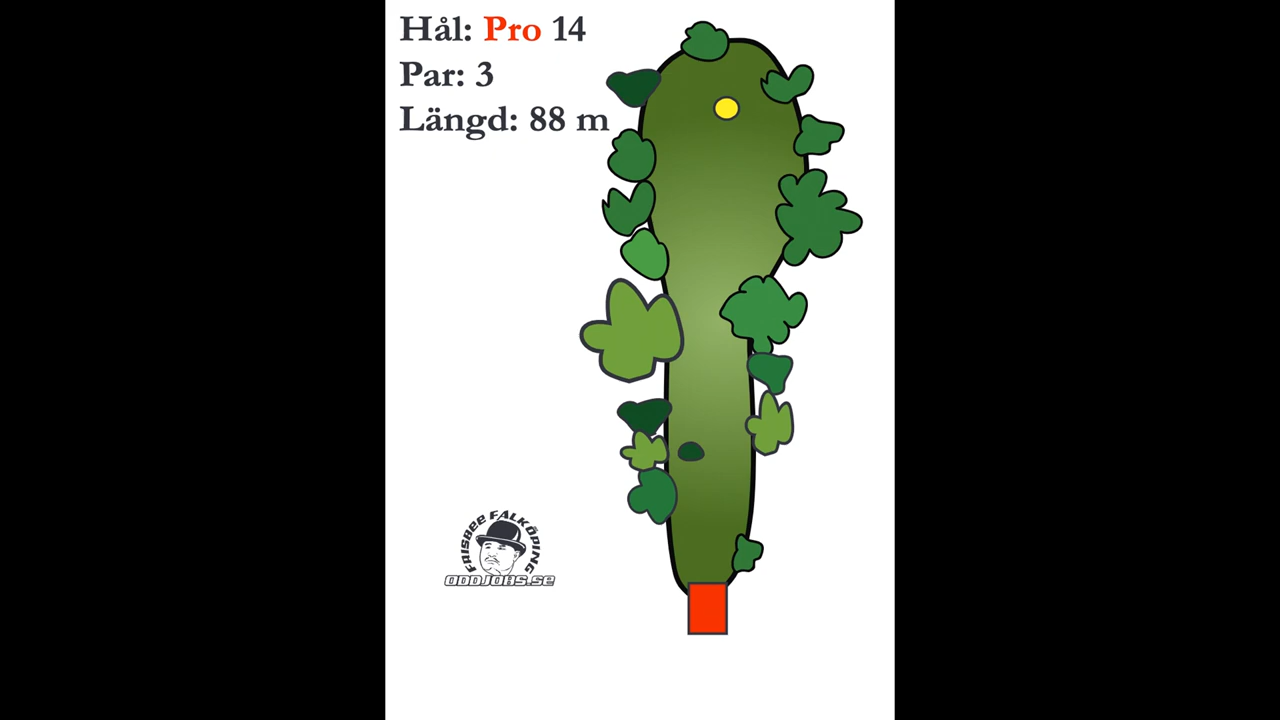 Hål: Pro 14
Par: 3
Längd: 88 m
FRISBEE FALKÖPING
ODDJOBS.SE